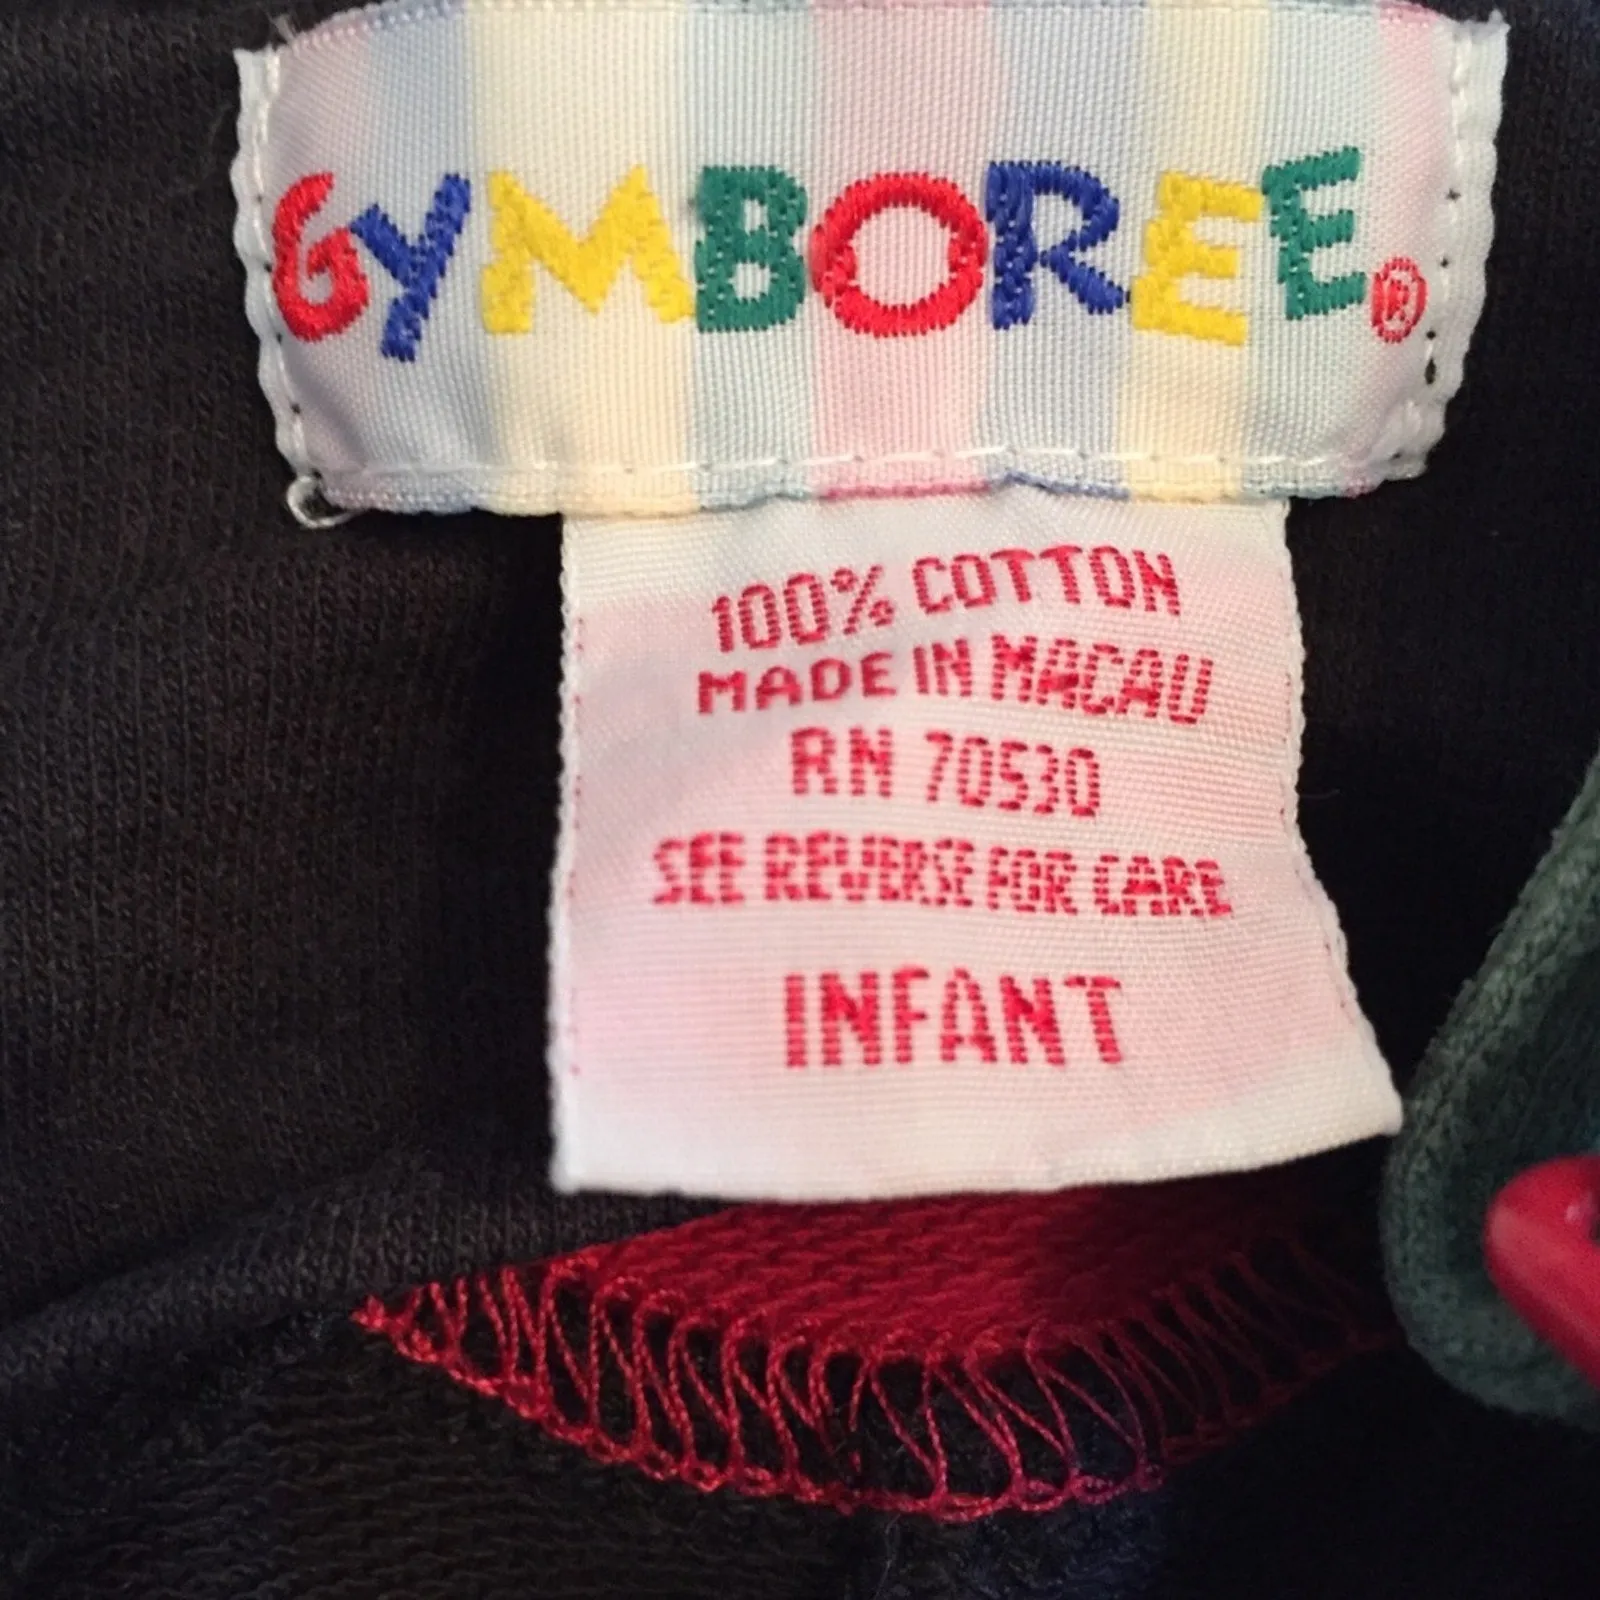 GYMBOREE®
100% COTTON
MADE IN MACAU
RN 70530
SEE REVERSE FOR CARE
INFANT